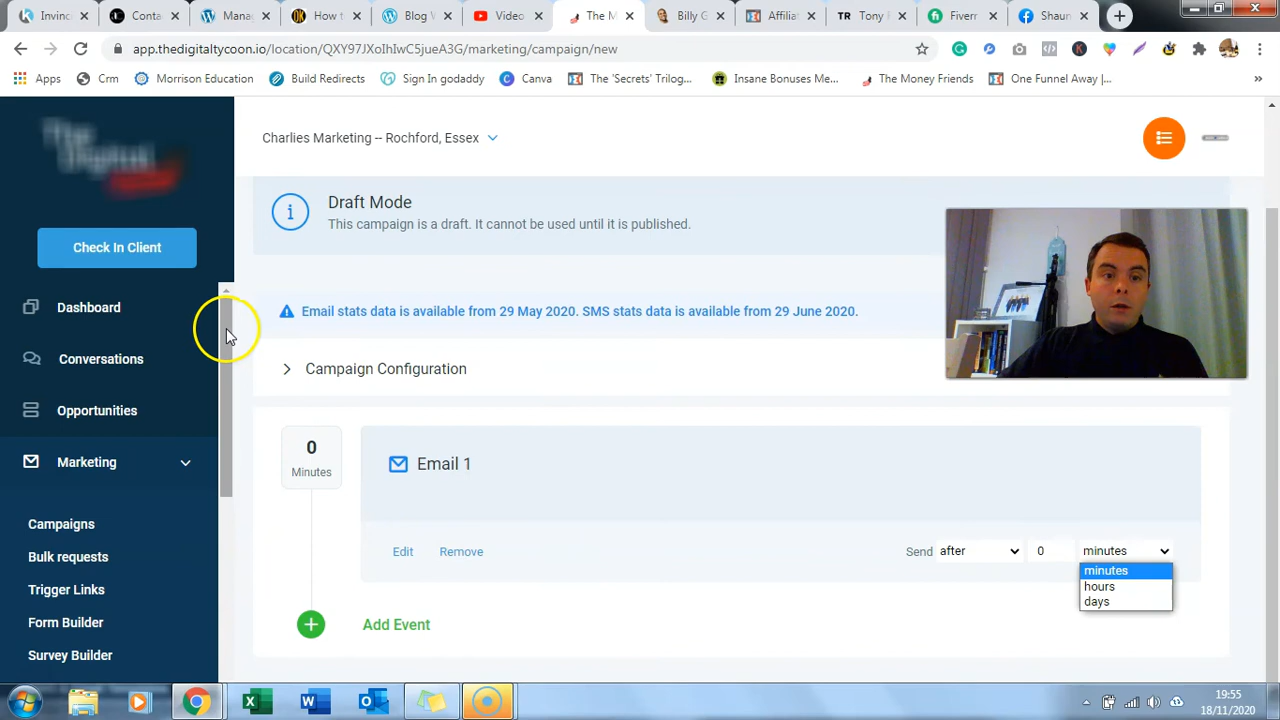 Invinc
Conta
Manag
How t
Blog
Video
The M
Billy G
Affilia
TR Tony
Fiverr
Shaun
app.thedigitaltycoon.io/location/QXY97JXoIhIwC5jueA3G/marketing/campaign/new
Apps
Crm
Morrison Education
Build Redirects
Sign In godaddy
Canva
The 'Secrets' Trilog...
Insane Bonuses Me...
The Money Friends
One Funnel Away |...
»
The
Digital
Check In Client
Dashboard
Conversations
Opportunities
Marketing
Campaigns
Bulk requests
Trigger Links
Form Builder
Survey Builder
Charlies Marketing -- Rochford, Essex
Draft Mode
This campaign is a draft. It cannot be used until it is published.
Email stats data is available from 29 May 2020. SMS stats data is available from 29 June 2020.
Campaign Configuration
0
Minutes
Email 1
Edit
Remove
Send after 0 minutes
minutes
hours
days
Add Event
19:55
18/11/2020